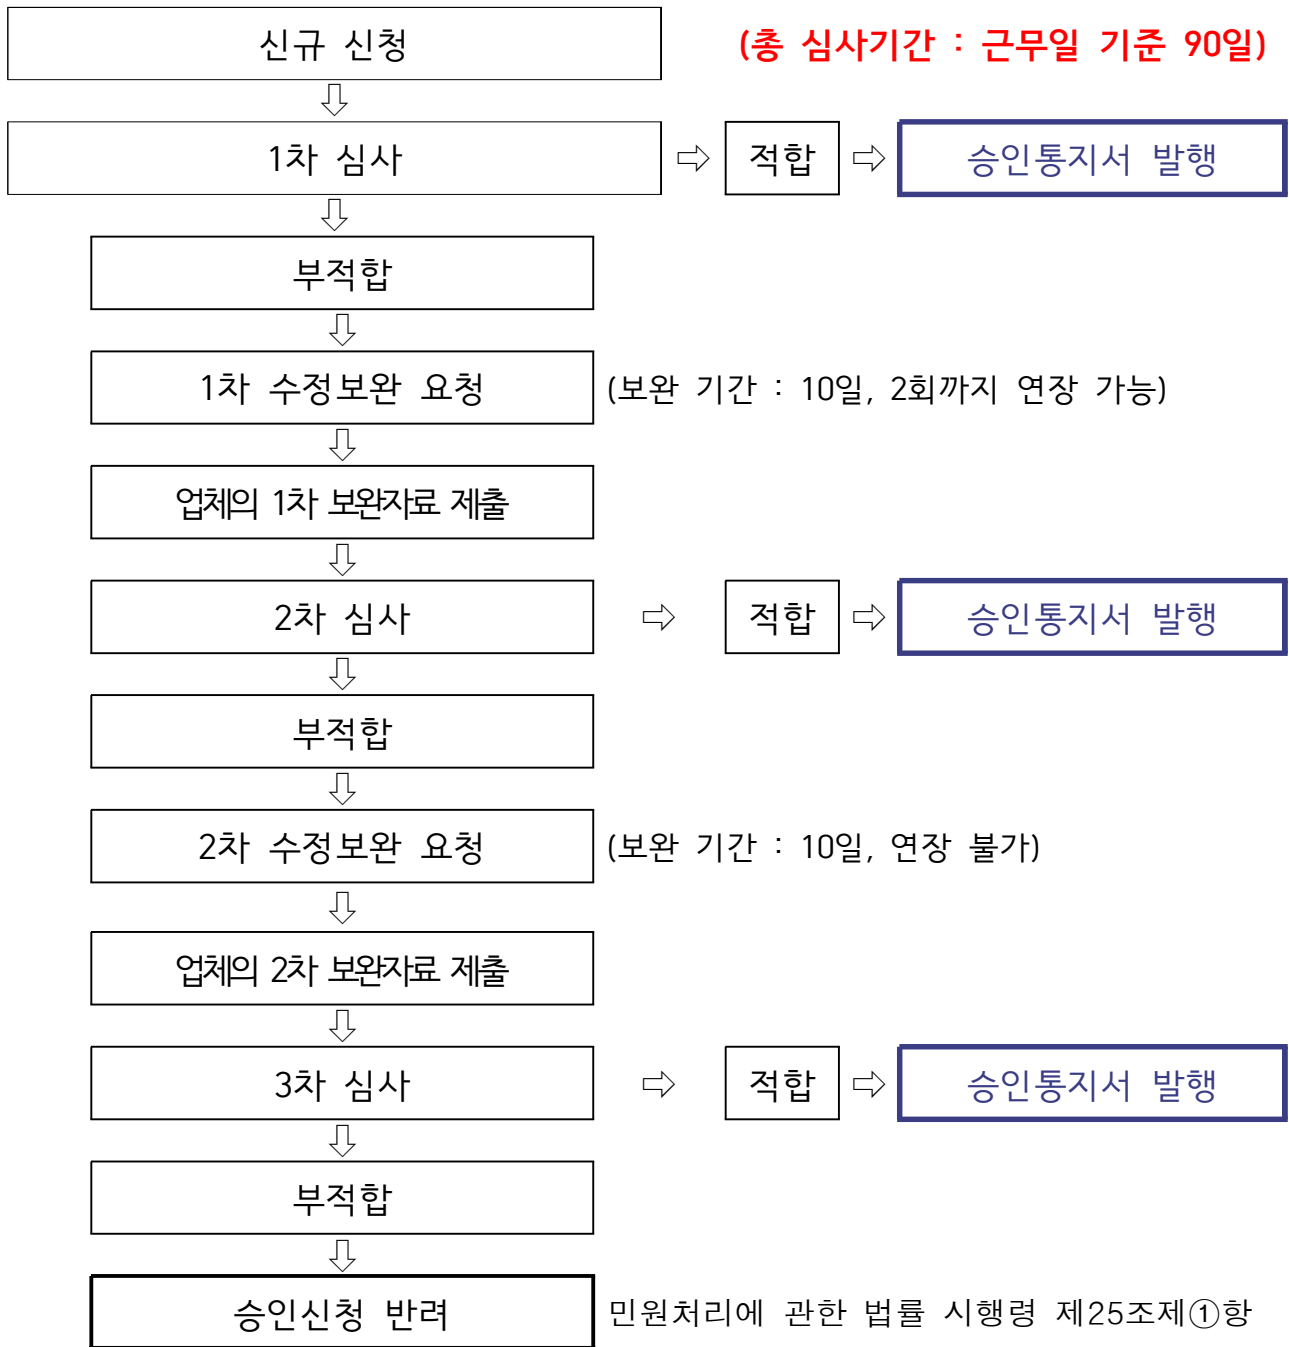 신규 신청
(총 심사기간 : 근무일 기준 90일)
1차 심사
적합
승인통지서 발행
부적합
1차 수정보완 요청
(보완 기간 : 10일, 2회까지 연장 가능)
업체의 1차 보완자료 제출
2차 심사
적합
승인통지서 발행
부적합
2차 수정보완 요청
(보완 기간 : 10일, 연장 불가)
업체의 2차 보완자료 제출
3차 심사
적합
승인통지서 발행
부적합
승인신청 반려
민원처리에 관한 법률 시행령 제25조제①항